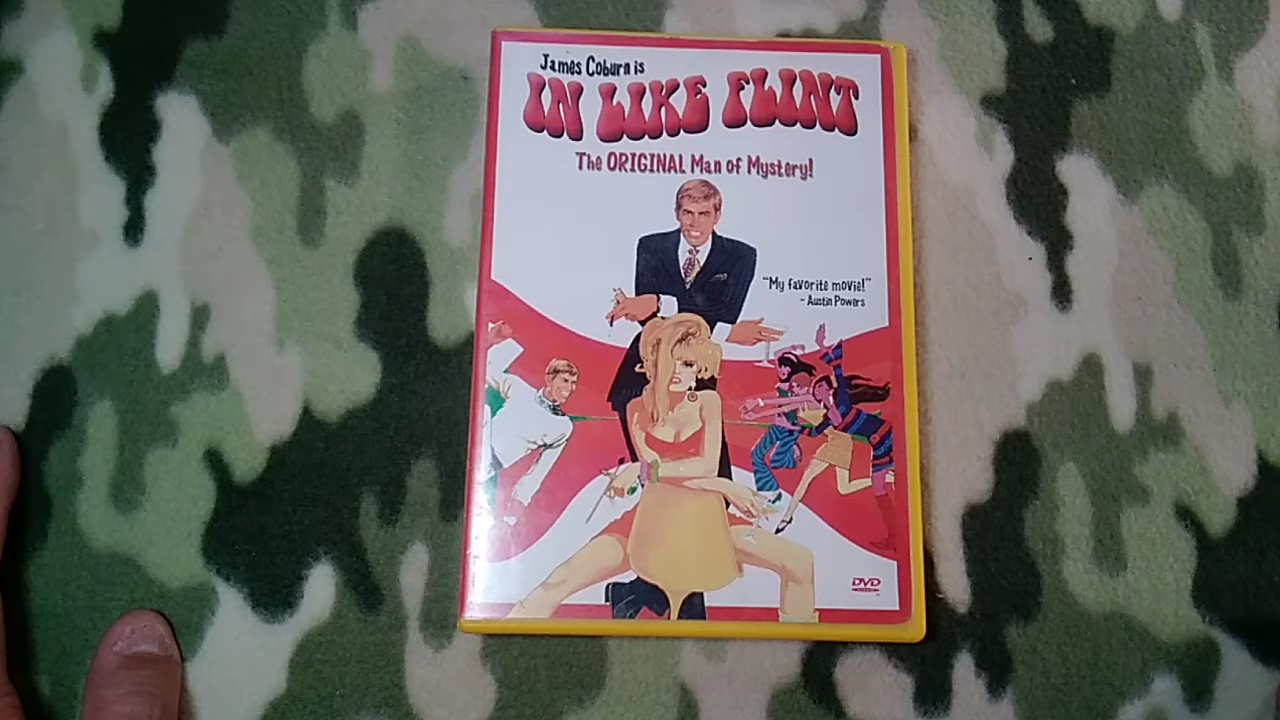 James Coburn is
IN LIKE FLINT
The ORIGINAL Man of Mystery!
"My favorite movie!"
- Austin Powers
DVD